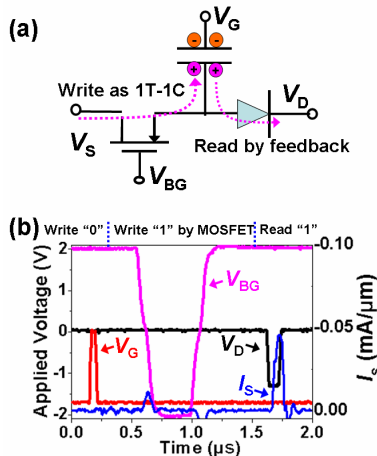 (a)
V_G
- -
+ +
Write as 1T-1C
V_S
V_D
Read by feedback
V_BG
(b)
Write "0" Write "1" by MOSFET Read "1"
Applied Voltage (V)
2
1
0
-1
-2
V_BG
V_G
V_D
I_S
-0.10
-0.05
0.00
I_S (mA/μm)
0.0 0.5 1.0 1.5 2.0
Time (μs)